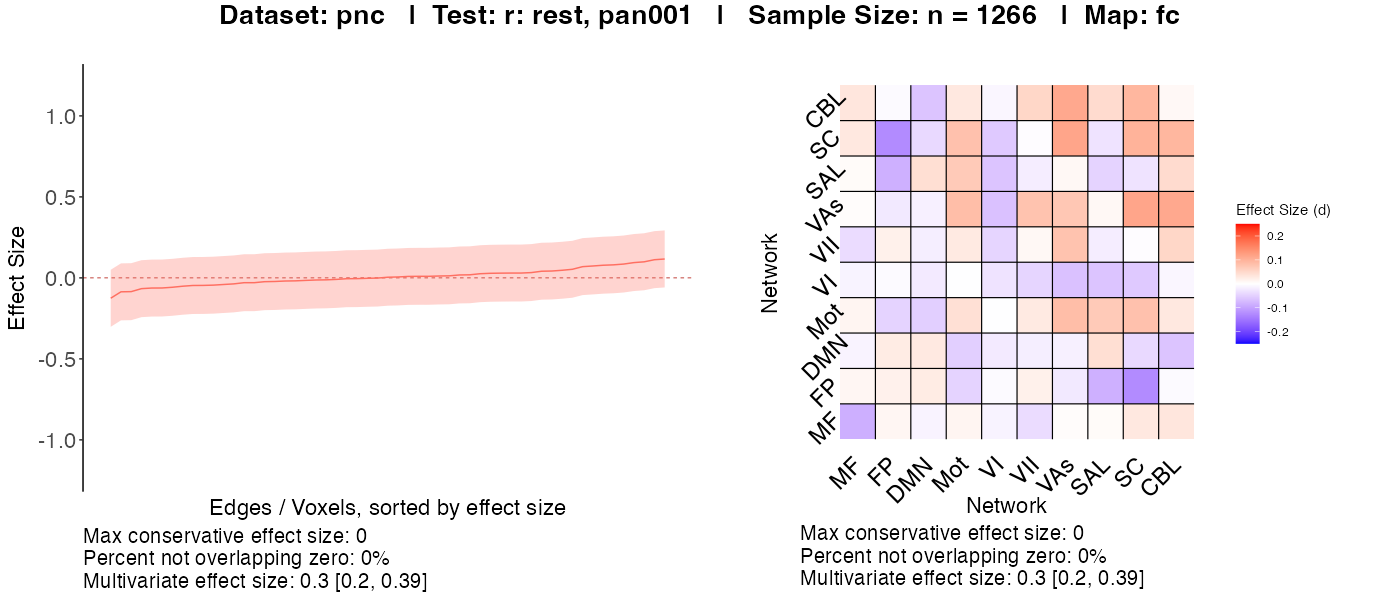 Dataset: pnc | Test: r: rest, pan001 | Sample Size: n = 1266 | Map: fc
Effect Size
1.0
0.5
0.0
-0.5
-1.0
Edges / Voxels, sorted by effect size
Max conservative effect size: 0
Percent not overlapping zero: 0%
Multivariate effect size: 0.3 [0.2, 0.39]
Network
CBL
SC
SAL
VAs
VII
VI
Mot
DMN
FP
MF
MF FP DMN Mot VI VII VAs SAL SC CBL
Network
Max conservative effect size: 0
Percent not overlapping zero: 0%
Multivariate effect size: 0.3 [0.2, 0.39]
Effect Size (d)
0.2
0.1
0.0
-0.1
-0.2